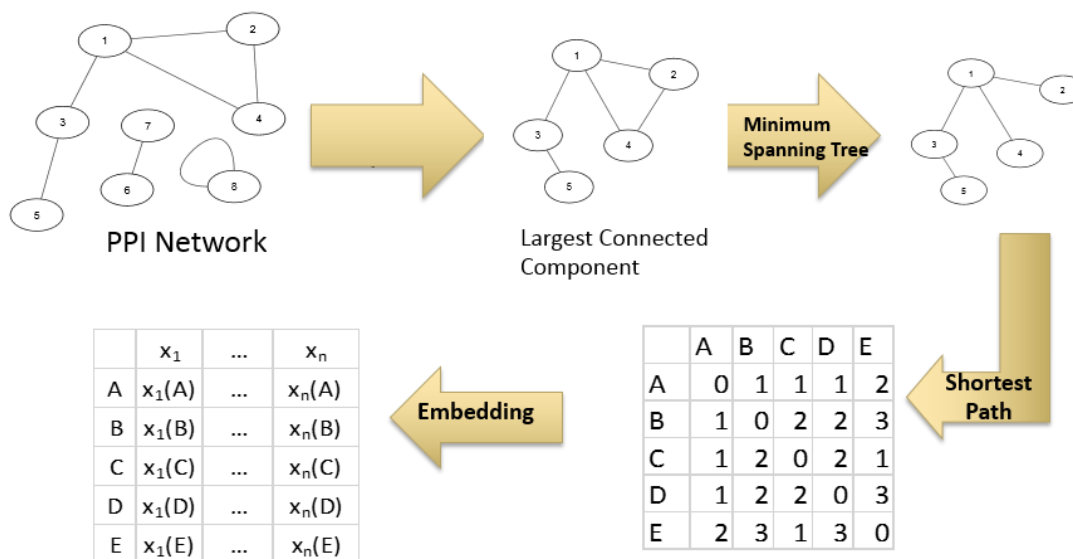 1
2
3
4
5
6
7
8
PPI Network
1
2
3
4
5
Largest Connected
Component
Minimum
Spanning Tree
1
2
3
4
5
Shortest
Path
A B C D E
A 0 1 1 1 2
B 1 0 2 2 3
C 1 2 0 2 1
D 1 2 2 0 3
E 2 3 1 3 0
Embedding
x₁ ... xₙ
A x₁(A) ... xₙ(A)
B x₁(B) ... xₙ(B)
C x₁(C) ... xₙ(C)
D x₁(D) ... xₙ(D)
E x₁(E) ... xₙ(E)